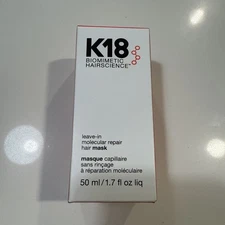 K18
BIOMIMETIC
HAIRSCIENCE
leave-in
molecular repair
hair mask
masque capillaire
sans rinçage
à réparation moléculaire
50 ml/1.7 fl oz liq